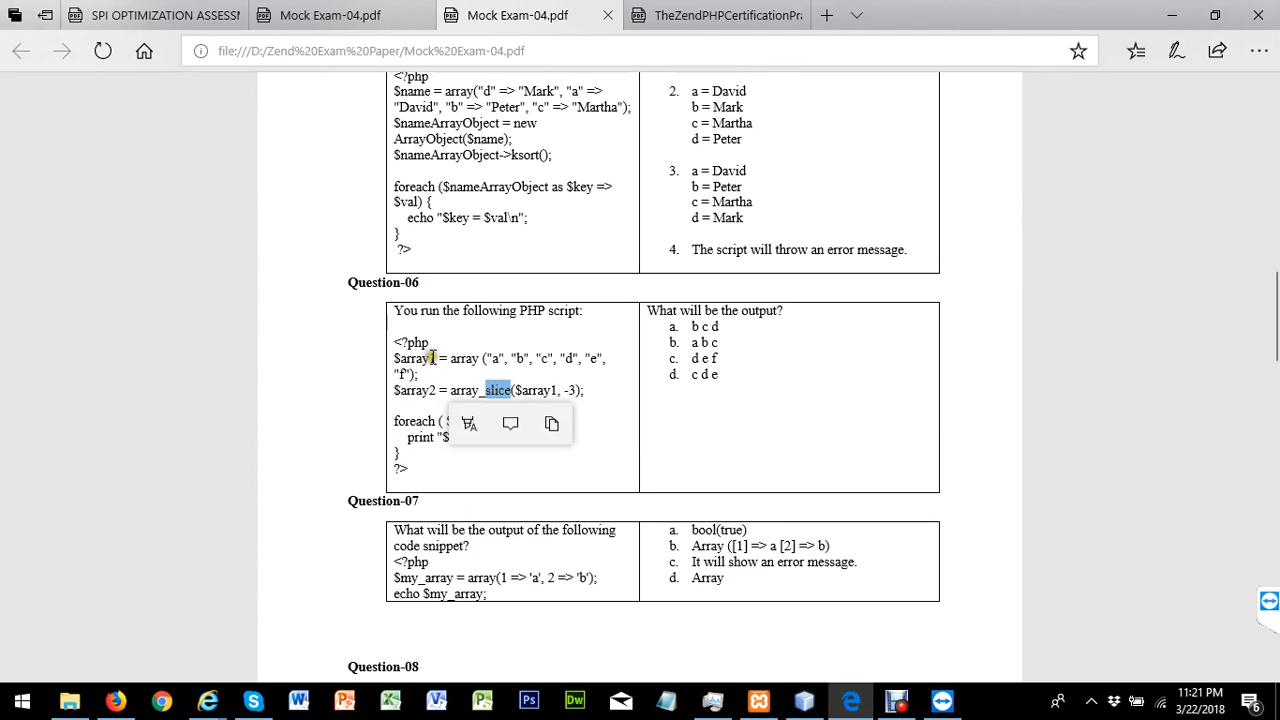 SPI OPTIMIZATION ASSESSM
Mock Exam-04.pdf
Mock Exam-04.pdf
TheZendPHPCertificationPra
file:///D:/Zend%20Exam%20Paper/Mock%20Exam-04.pdf
<?php
$name = array("d" => "Mark", "a" =>
"David", "b" => "Peter", "c" => "Martha");
$nameArrayObject = new
ArrayObject($name);
$nameArrayObject->ksort();
foreach ($nameArrayObject as $key =>
$val) {
echo "$key = $val\n";
}
?>
2. a = David
b = Mark
c = Martha
d = Peter
3. a = David
b = Peter
c = Martha
d = Mark
4. The script will throw an error message.
Question-06
You run the following PHP script:
<?php
$array1 = array ("a", "b", "c", "d", "e",
"f");
$array2 = array_slice($array1, -3);
foreach (
print "$
}
?>
What will be the output?
a. b c d
b. a b c
c. d e f
d. c d e
Question-07
What will be the output of the following
code snippet?
<?php
$my_array = array(1 => 'a', 2 => 'b');
echo $my_array;
a. bool(true)
b. Array ([1] => a [2] => b)
c. It will show an error message.
d. Array
Question-08
11:21 PM
3/22/2018
6